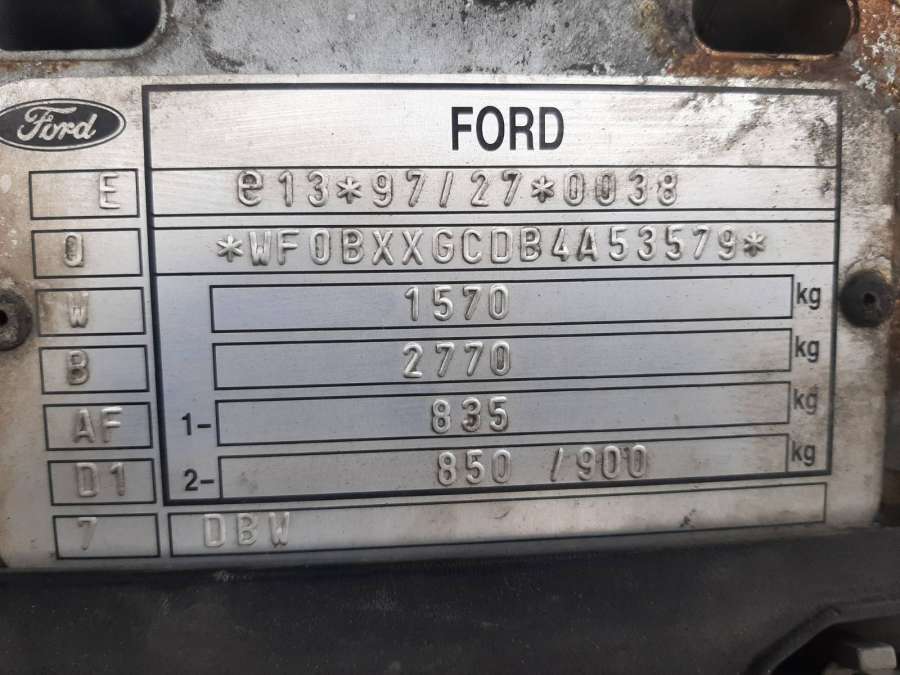 FORD
Ford
E e13*97/27*0038
Q *WF0BXXGCDB4A53579*
W 1570 kg
B 2770 kg
AF 1- 835 kg
D1 2- 850 /900 kg
7 DBW